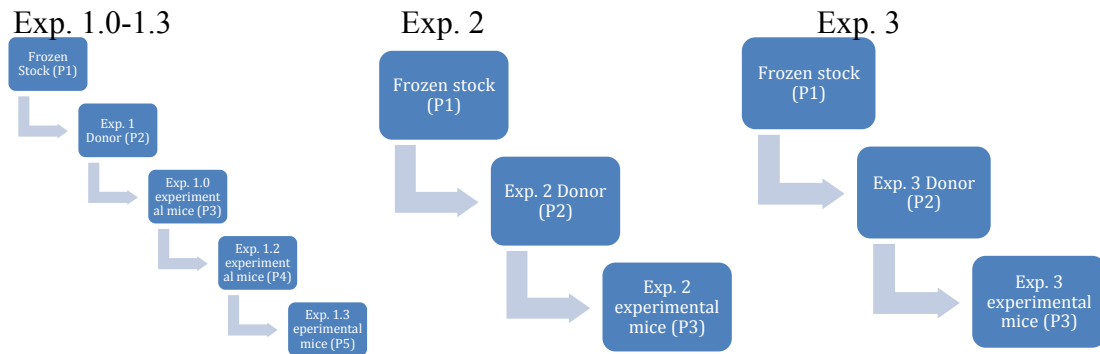 Exp. 1.0-1.3
Frozen
Stock (P1)
Exp. 1
Donor (P2)
Exp. 1.0
experiment
al mice (P3)
Exp. 1.2
experiment
al mice (P4)
Exp. 1.3
eperimental
mice (P5)
Exp. 2
Frozen stock
(P1)
Exp. 2 Donor
(P2)
Exp. 2
experimental
mice (P3)
Exp. 3
Frozen stock
(P1)
Exp. 3 Donor
(P2)
Exp. 3
experimental
mice (P3)